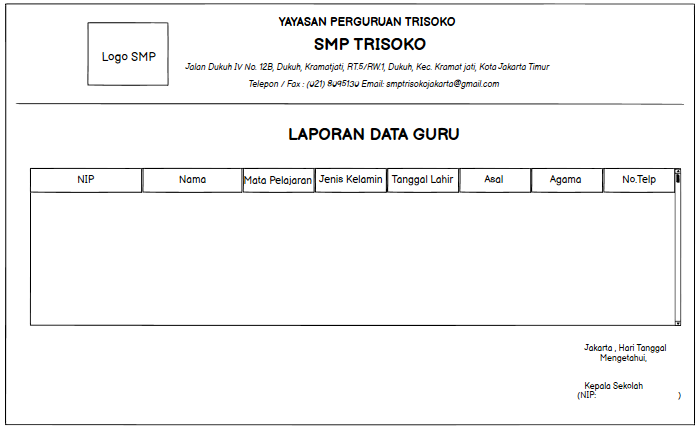 YAYASAN PERGURUAN TRISOKO
Logo SMP
SMP TRISOKO
Jalan Dukuh IV No. 12B, Dukuh, Kramatjati, RT.5/RW.1, Dukuh, Kec. Kramat jati, Kota Jakarta Timur
Telepon / Fax : (021) 8095130 Email: smptrisokojakarta@gmail.com
LAPORAN DATA GURU
NIP Nama Mata Pelajaran Jenis Kelamin Tanggal Lahir Asal Agama No.Telp
Jakarta , Hari Tanggal
Mengetahui,
Kepala Sekolah
(NIP: )